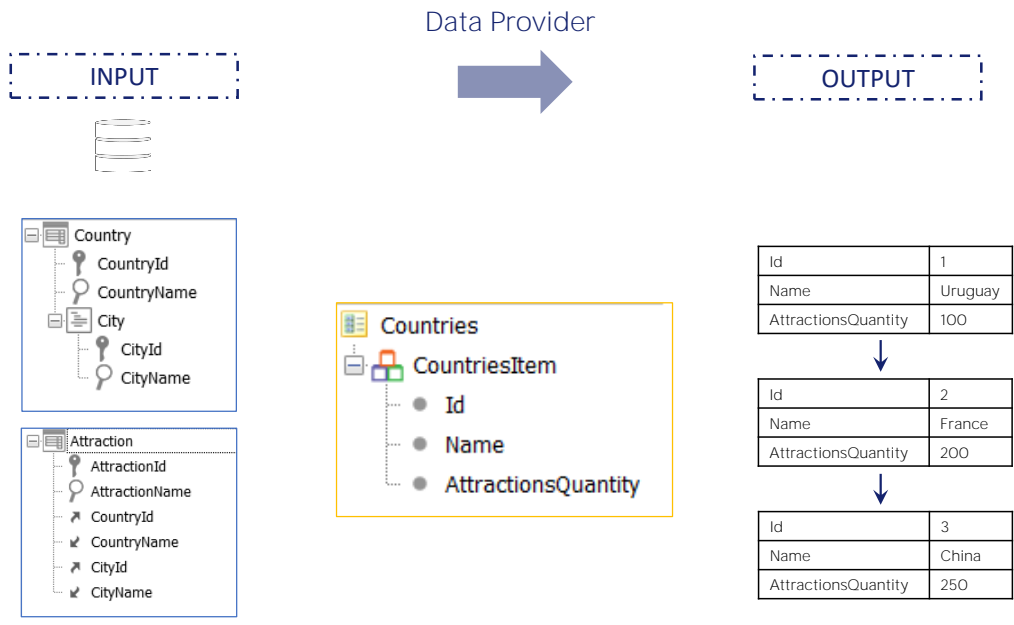 Data Provider
INPUT
OUTPUT
Country
CountryId
CountryName
City
CityId
CityName
Attraction
AttractionId
AttractionName
CountryId
CountryName
CityId
CityName
Countries
CountriesItem
Id
Name
AttractionsQuantity
Id 1
Name Uruguay
AttractionsQuantity 100
Id 2
Name France
AttractionsQuantity 200
Id 3
Name China
AttractionsQuantity 250